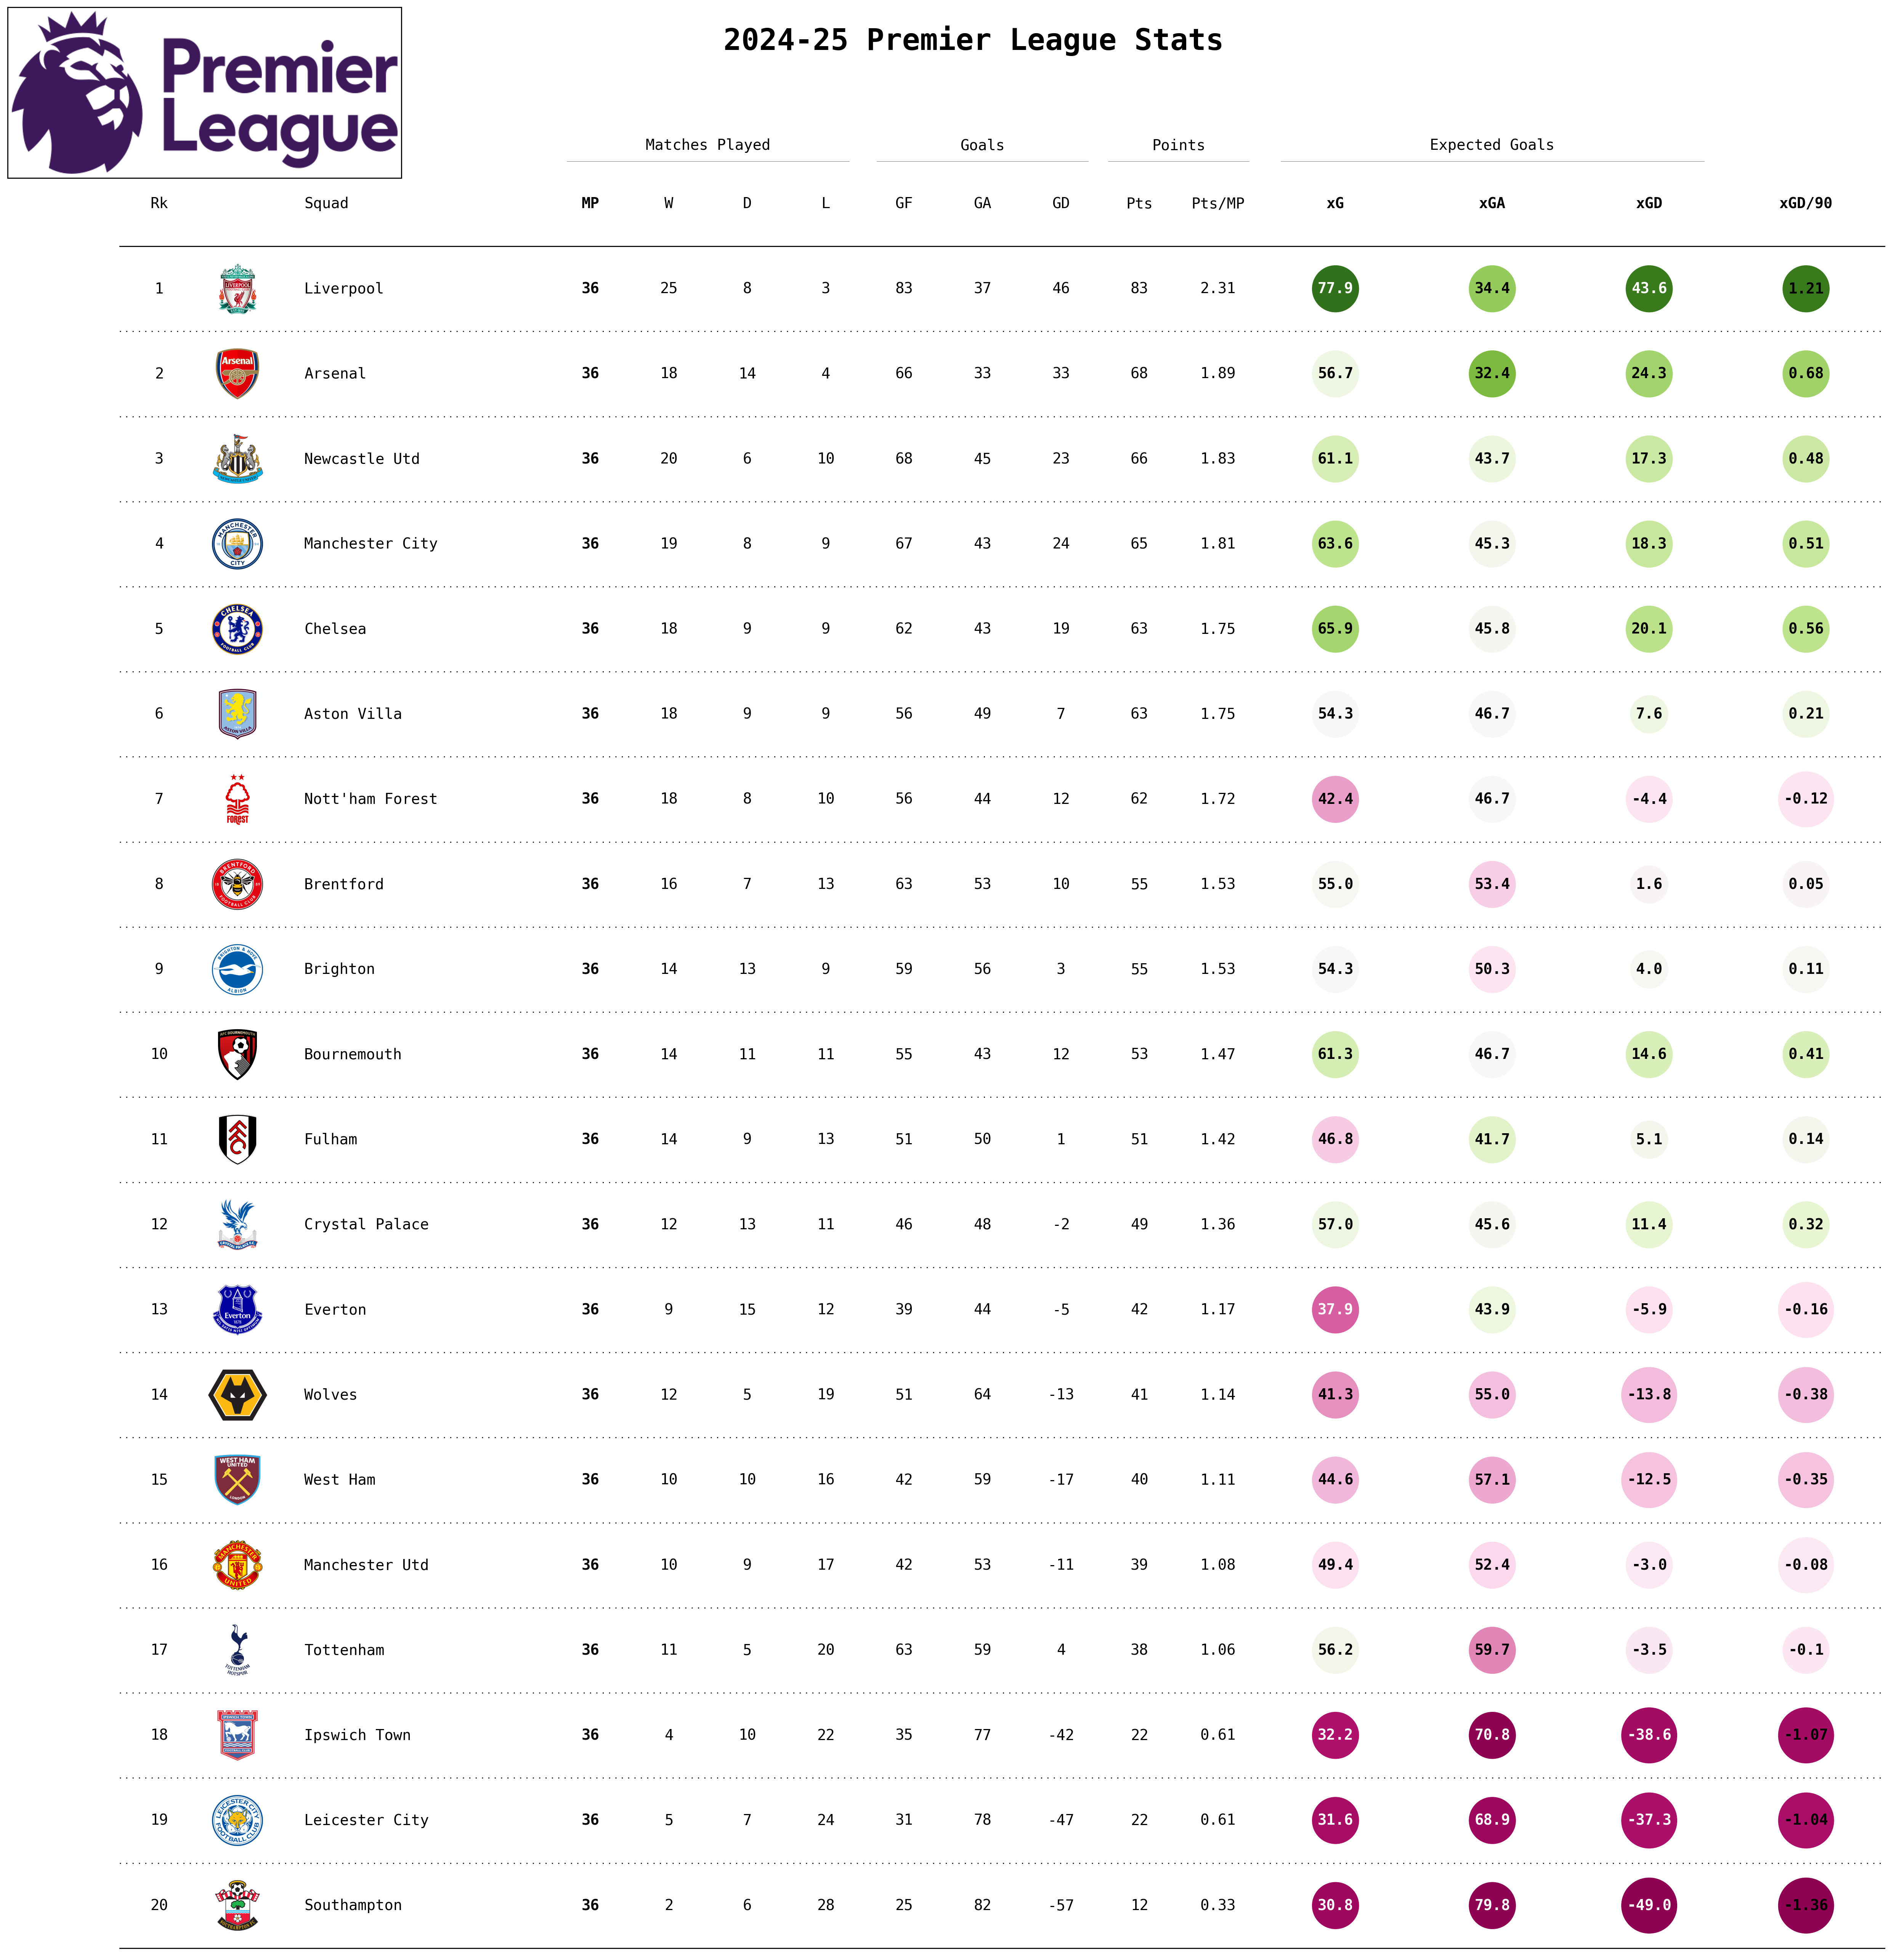 Premier
League
2024-25 Premier League Stats
Matches Played Goals Points Expected Goals
Rk Squad MP W D L GF GA GD Pts Pts/MP xG xGA xGD xGD/90
1 Liverpool 36 25 8 3 83 37 46 83 2.31 77.9 34.4 43.6 1.21
2 Arsenal 36 18 14 4 66 33 33 68 1.89 56.7 32.4 24.3 0.68
3 Newcastle Utd 36 20 6 10 68 45 23 66 1.83 61.1 43.7 17.3 0.48
4 Manchester City 36 19 8 9 67 43 24 65 1.81 63.6 45.3 18.3 0.51
5 Chelsea 36 18 9 9 62 43 19 63 1.75 65.9 45.8 20.1 0.56
6 Aston Villa 36 18 9 9 56 49 7 63 1.75 54.3 46.7 7.6 0.21
7 Nott'ham Forest 36 18 8 10 56 44 12 62 1.72 42.4 46.7 -4.4 -0.12
8 Brentford 36 16 7 13 63 53 10 55 1.53 55.0 53.4 1.6 0.05
9 Brighton 36 14 13 9 59 56 3 55 1.53 54.3 50.3 4.0 0.11
10 Bournemouth 36 14 11 11 55 43 12 53 1.47 61.3 46.7 14.6 0.41
11 Fulham 36 14 9 13 51 50 1 51 1.42 46.8 41.7 5.1 0.14
12 Crystal Palace 36 12 13 11 46 48 -2 49 1.36 57.0 45.6 11.4 0.32
13 Everton 36 9 15 12 39 44 -5 42 1.17 37.9 43.9 -5.9 -0.16
14 Wolves 36 12 5 19 51 64 -13 41 1.14 41.3 55.0 -13.8 -0.38
15 West Ham 36 10 10 16 42 59 -17 40 1.11 44.6 57.1 -12.5 -0.35
16 Manchester Utd 36 10 9 17 42 53 -11 39 1.08 49.4 52.4 -3.0 -0.08
17 Tottenham 36 11 5 20 63 59 4 38 1.06 56.2 59.7 -3.5 -0.1
18 Ipswich Town 36 4 10 22 35 77 -42 22 0.61 32.2 70.8 -38.6 -1.07
19 Leicester City 36 5 7 24 31 78 -47 22 0.61 31.6 68.9 -37.3 -1.04
20 Southampton 36 2 6 28 25 82 -57 12 0.33 30.8 79.8 -49.0 -1.36